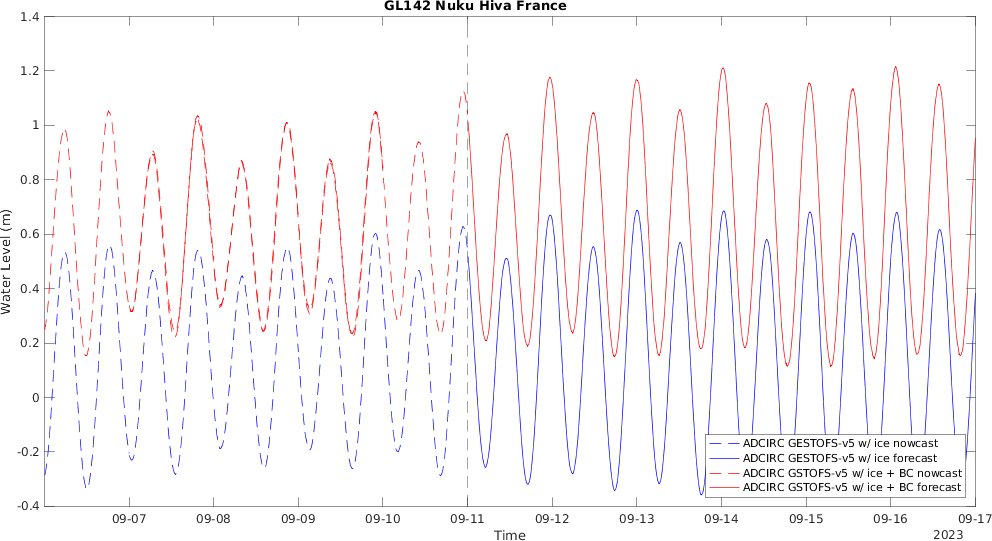 GL142 Nuku Hiva France
1.4
1.2
1
0.8
0.6
0.4
0.2
0
-0.2
-0.4
Water Level (m)
ADCIRC GESTOFS-v5 w/ ice nowcast
ADCIRC GESTOFS-v5 w/ ice forecast
ADCIRC GSTOFS-v5 w/ ice + BC nowcast
ADCIRC GSTOFS-v5 w/ ice + BC forecast
09-07 09-08 09-09 09-10 09-11 09-12 09-13 09-14 09-15 09-16 09-17
Time
2023